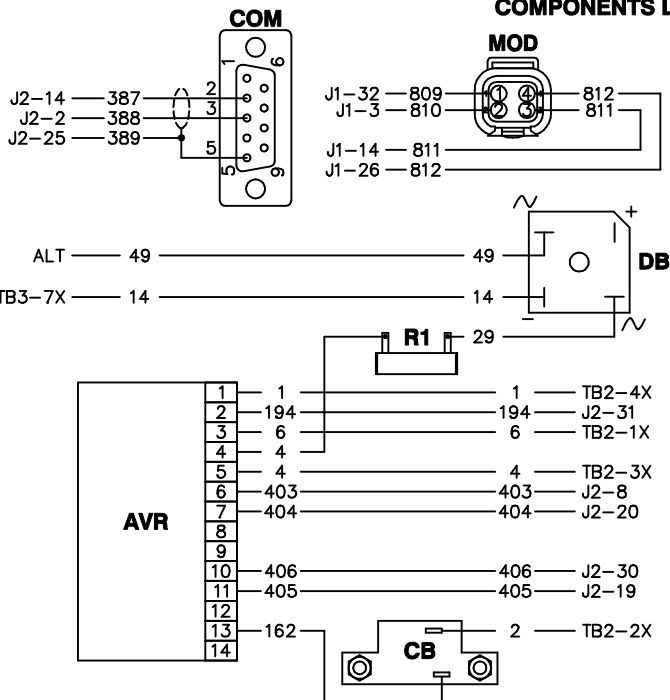 COMPONENTS L
COM
MOD
1 6
J2-14 387 2
J2-2 388 3
J2-25 389 5
5 9
J1-32 809 1 4 812
J1-3 810 2 3 811
J1-14 811
J1-26 812
+
ALT 49 49 DB
TB3-7X 14 14
-
R1 29
AVR
1 1 1 TB2-4X
2 194 194 J2-31
3 6 6 TB2-1X
4 4
5 4 4 TB2-3X
6 403 403 J2-8
7 404 404 J2-20
8
9
10 406 406 J2-30
11 405 405 J2-19
12
13 162
14
CB 2 TB2-2X